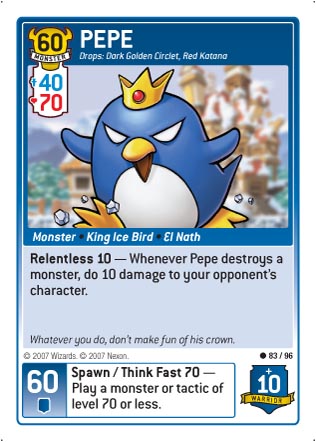 60
MONSTER
PEPE
Drops: Dark Golden Circlet, Red Katana
40
70
Monster • King Ice Bird • El Nath
Relentless 10 — Whenever Pepe destroys a
monster, do 10 damage to your opponent's
character.
Whatever you do, don't make fun of his crown.
© 2007 Wizards. © 2007 Nexon.
● 83 / 96
60
Spawn / Think Fast 70 —
Play a monster or tactic of
level 70 or less.
+
10
WARRIOR